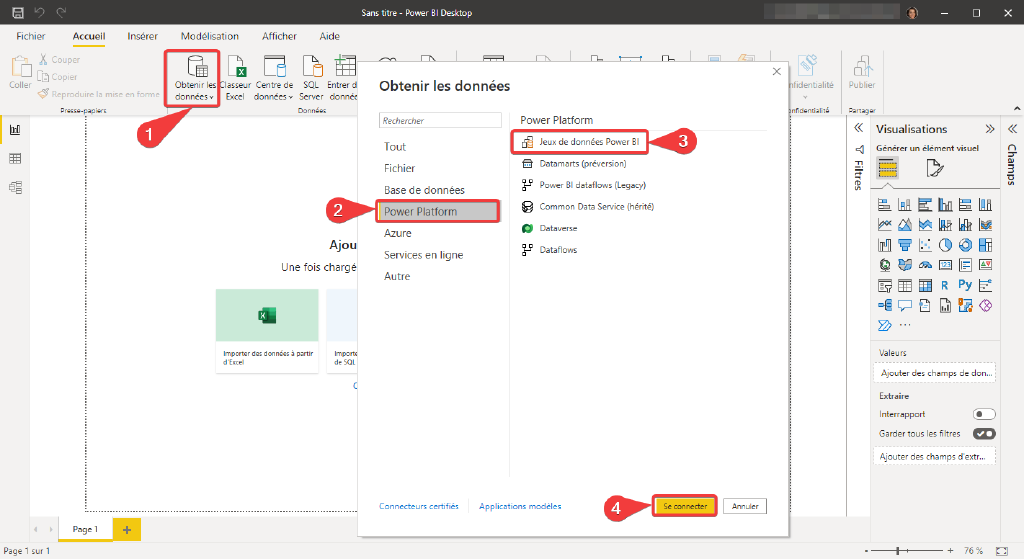 Sans titre - Power BI Desktop
Fichier
Accueil
Insérer
Modélisation
Afficher
Aide
Coller
Couper
Copier
Reproduire la mise en forme
Presse-papiers
Obtenir les
données
Classeur
Excel
Centre de
données
SQL
Server
Entrer d
donnée
Données
nfidentialité
onfidentialité
Publier
Partager
1
Obtenir les données
Rechercher
Tout
Fichier
Base de données
2
Power Platform
Azure
Services en ligne
Autre
Power Platform
Jeux de données Power BI
3
Datamarts (préversion)
Power BI dataflows (Legacy)
Common Data Service (hérité)
Dataverse
Dataflows
Connecteurs certifiés
Applications modèles
4
Se connecter
Annuler
Ajou
Une fois chargé
Importer des données à partir
d'Excel
Importe
de SQL
Filtres
Visualisations
Générer un élément visuel
123
R
Py
Valeurs
Ajouter des champs de don...
Extraire
Interrapport
Garder tous les filtres
Ajouter des champs d'extr...
Champs
Page 1
Page 1 sur 1
76 %